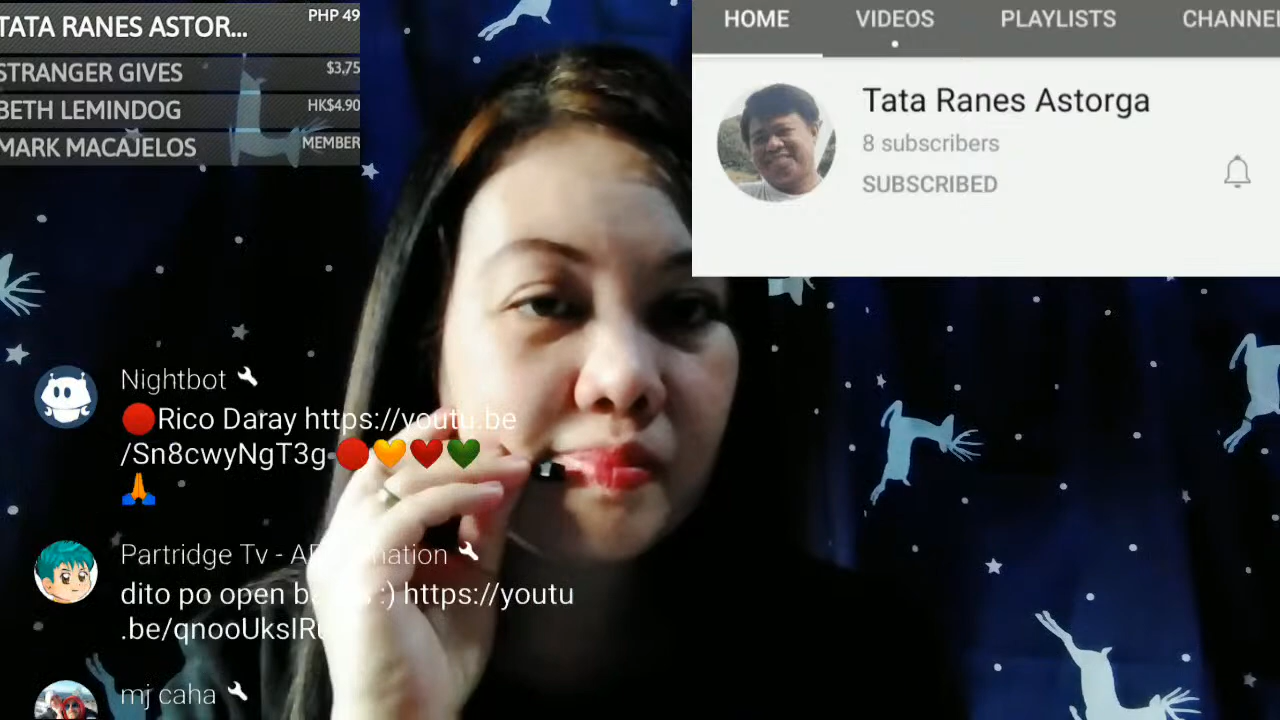 TATA RANES ASTOR...
PHP 49
STRANGER GIVES
$3,75
BETH LEMINDOG
HK$4.90
MARK MACAJELOS
MEMBER
HOME
VIDEOS
PLAYLISTS
CHANNE
Tata Ranes Astorga
8 subscribers
SUBSCRIBED
Nightbot
🔴Rico Daray https://youtu.be
/Sn8cwyNgT3g 🔴🧡❤️💚
🙏
Partridge Tv -
dito po open :) https://youtu
mj caha